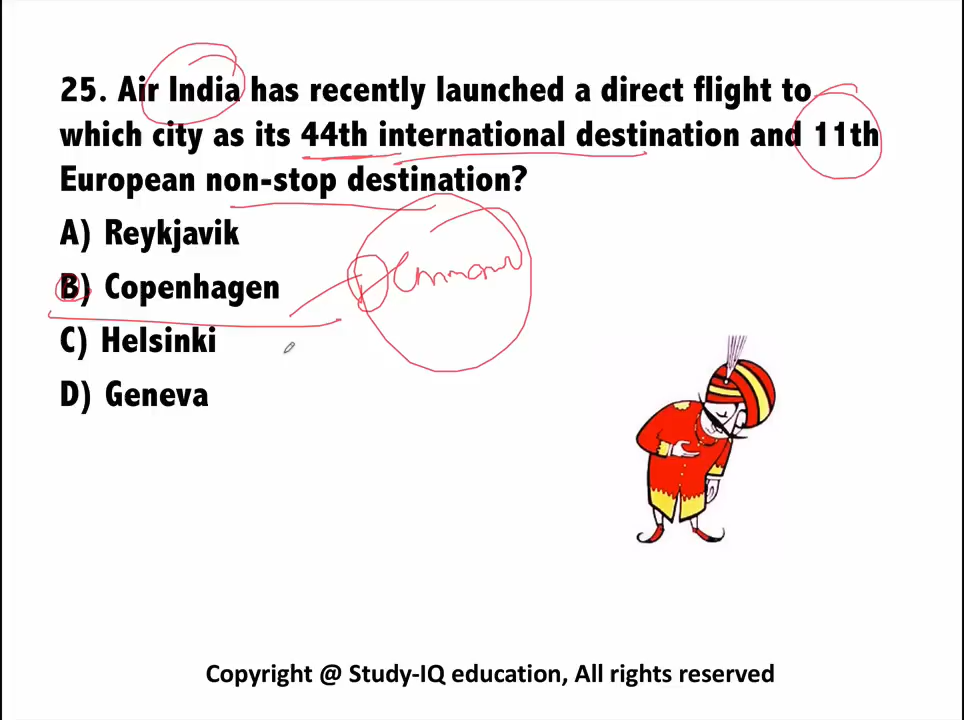 25. Air India has recently launched a direct flight to
which city as its 44th international destination and 11th
European non-stop destination?
A) Reykjavik
B) Copenhagen
C) Helsinki
D) Geneva
Copyright @ Study-IQ education, All rights reserved